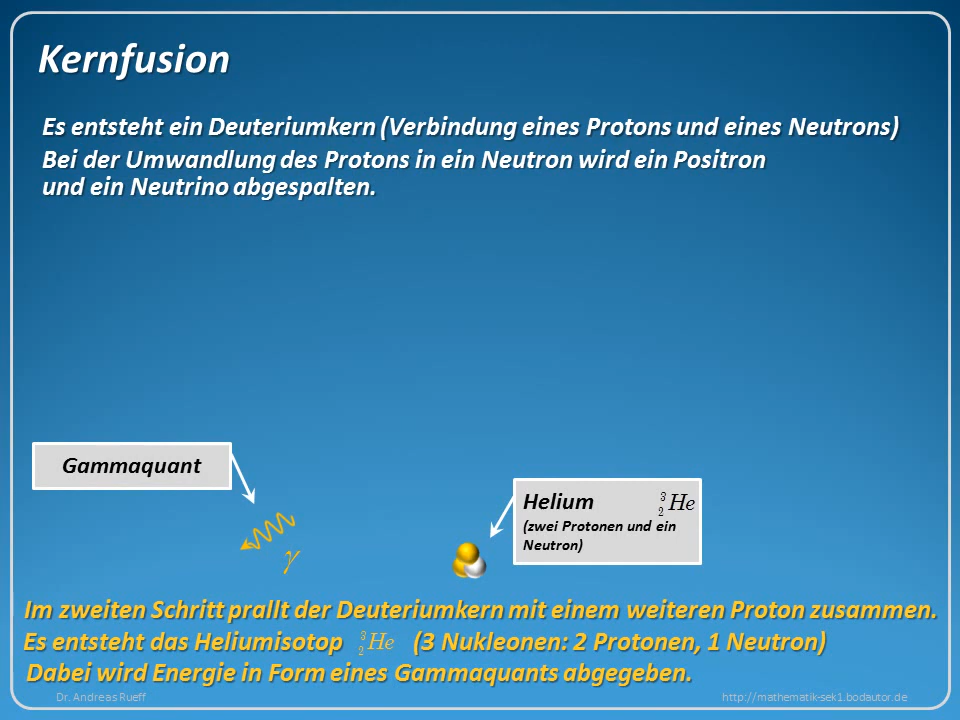 Kernfusion
Es entsteht ein Deuteriumkern (Verbindung eines Protons und eines Neutrons)
Bei der Umwandlung des Protons in ein Neutron wird ein Positron
und ein Neutrino abgespalten.
Gammaquant
γ
Helium ³₂He
(zwei Protonen und ein
Neutron)
Im zweiten Schritt prallt der Deuteriumkern mit einem weiteren Proton zusammen.
Es entsteht das Heliumisotop ³₂He (3 Nukleonen: 2 Protonen, 1 Neutron)
Dabei wird Energie in Form eines Gammaquants abgegeben.
Dr. Andreas Rueff http://mathematik-sek1.bodautor.de